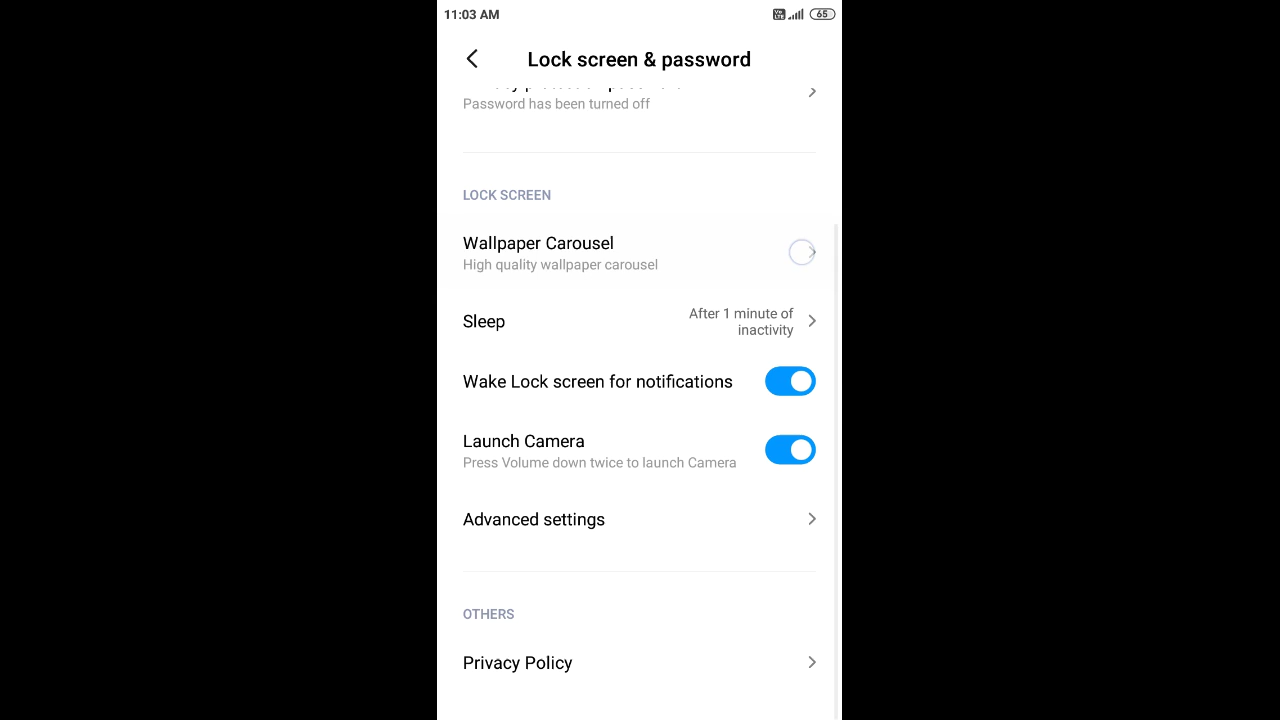 11:03 AM
65
Lock screen & password
Password has been turned off
LOCK SCREEN
Wallpaper Carousel
High quality wallpaper carousel
Sleep
After 1 minute of
inactivity
Wake Lock screen for notifications
Launch Camera
Press Volume down twice to launch Camera
Advanced settings
OTHERS
Privacy Policy